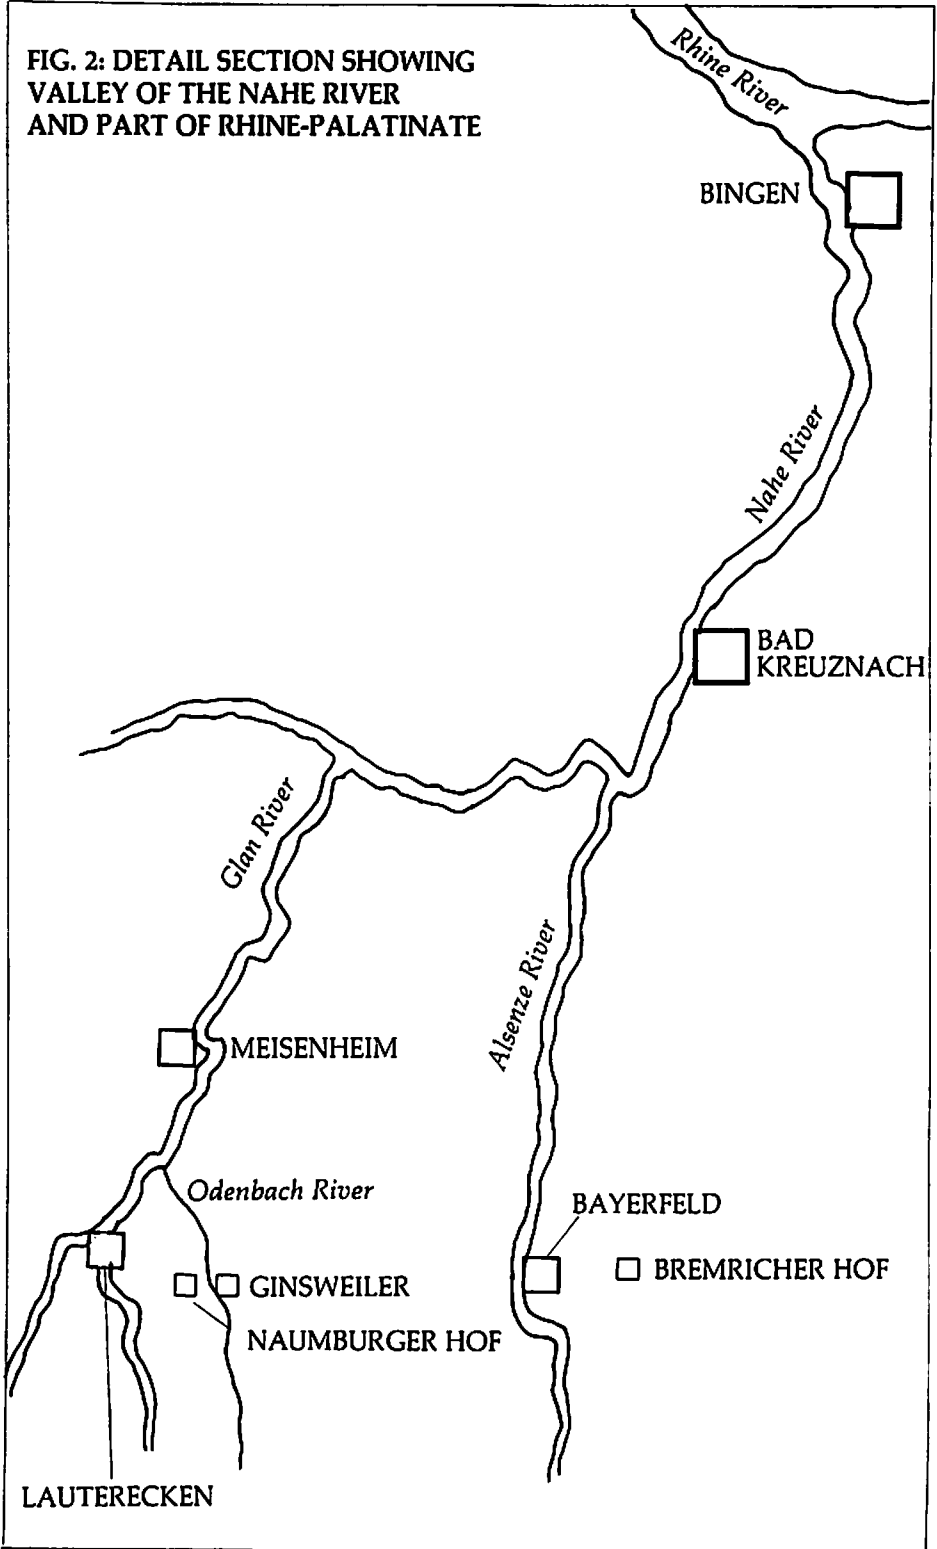 FIG. 2: DETAIL SECTION SHOWING
VALLEY OF THE NAHE RIVER
AND PART OF RHINE-PALATINATE
Rhine River
BINGEN
Nahe River
BAD
KREUZNACH
Glan River
Alsenze River
MEISENHEIM
Odenbach River
BAYERFELD
BREMRICHER HOF
GINSWEILER
NAUMBURGER HOF
LAUTERECKEN